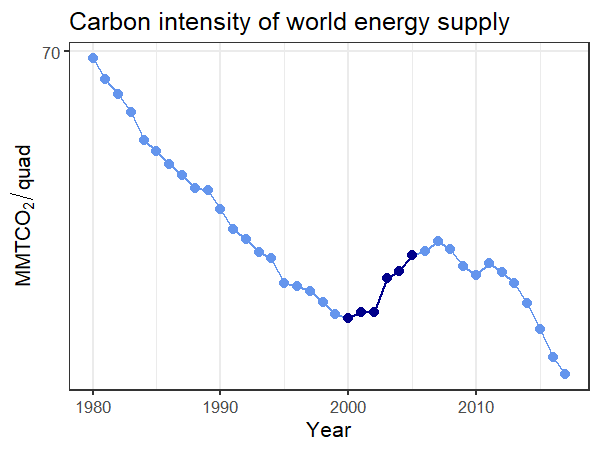 Carbon intensity of world energy supply
70
MMTCO₂/ quad
1980 1990 2000 2010
Year